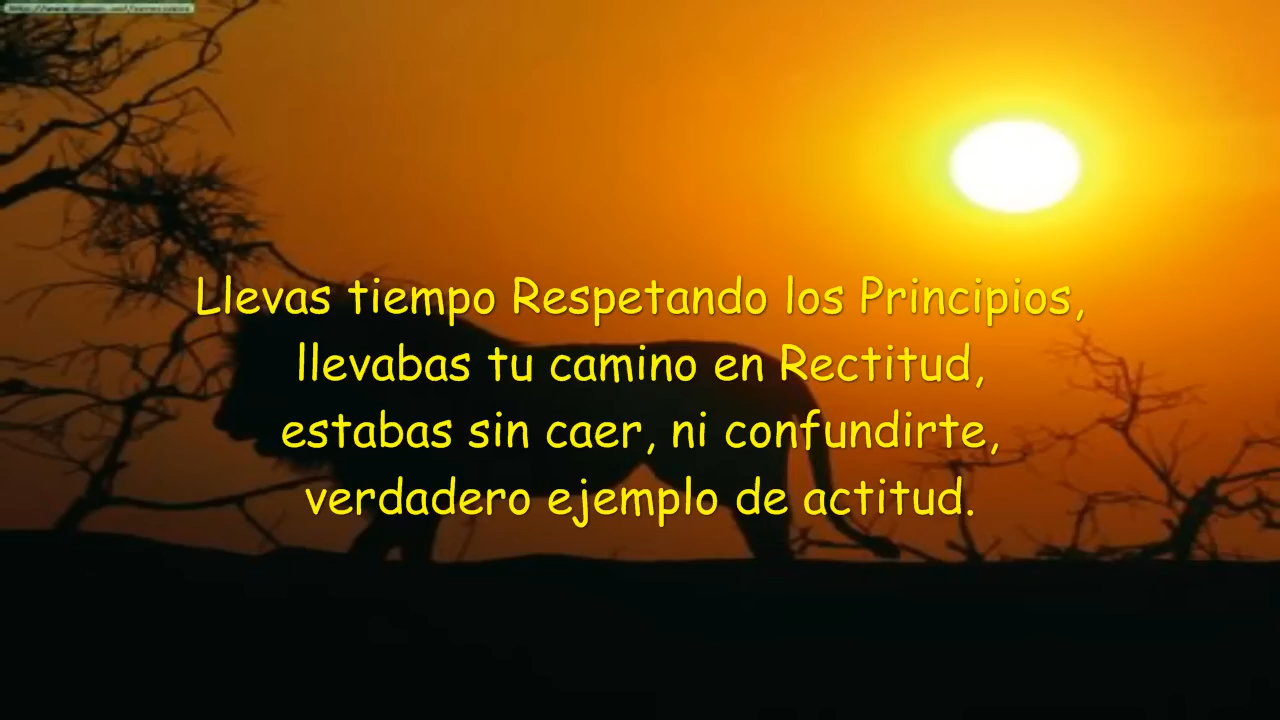 Llevas tiempo Respetando los Principios,
llevabas tu camino en Rectitud,
estabas sin caer, ni confundirte,
verdadero ejemplo de actitud.